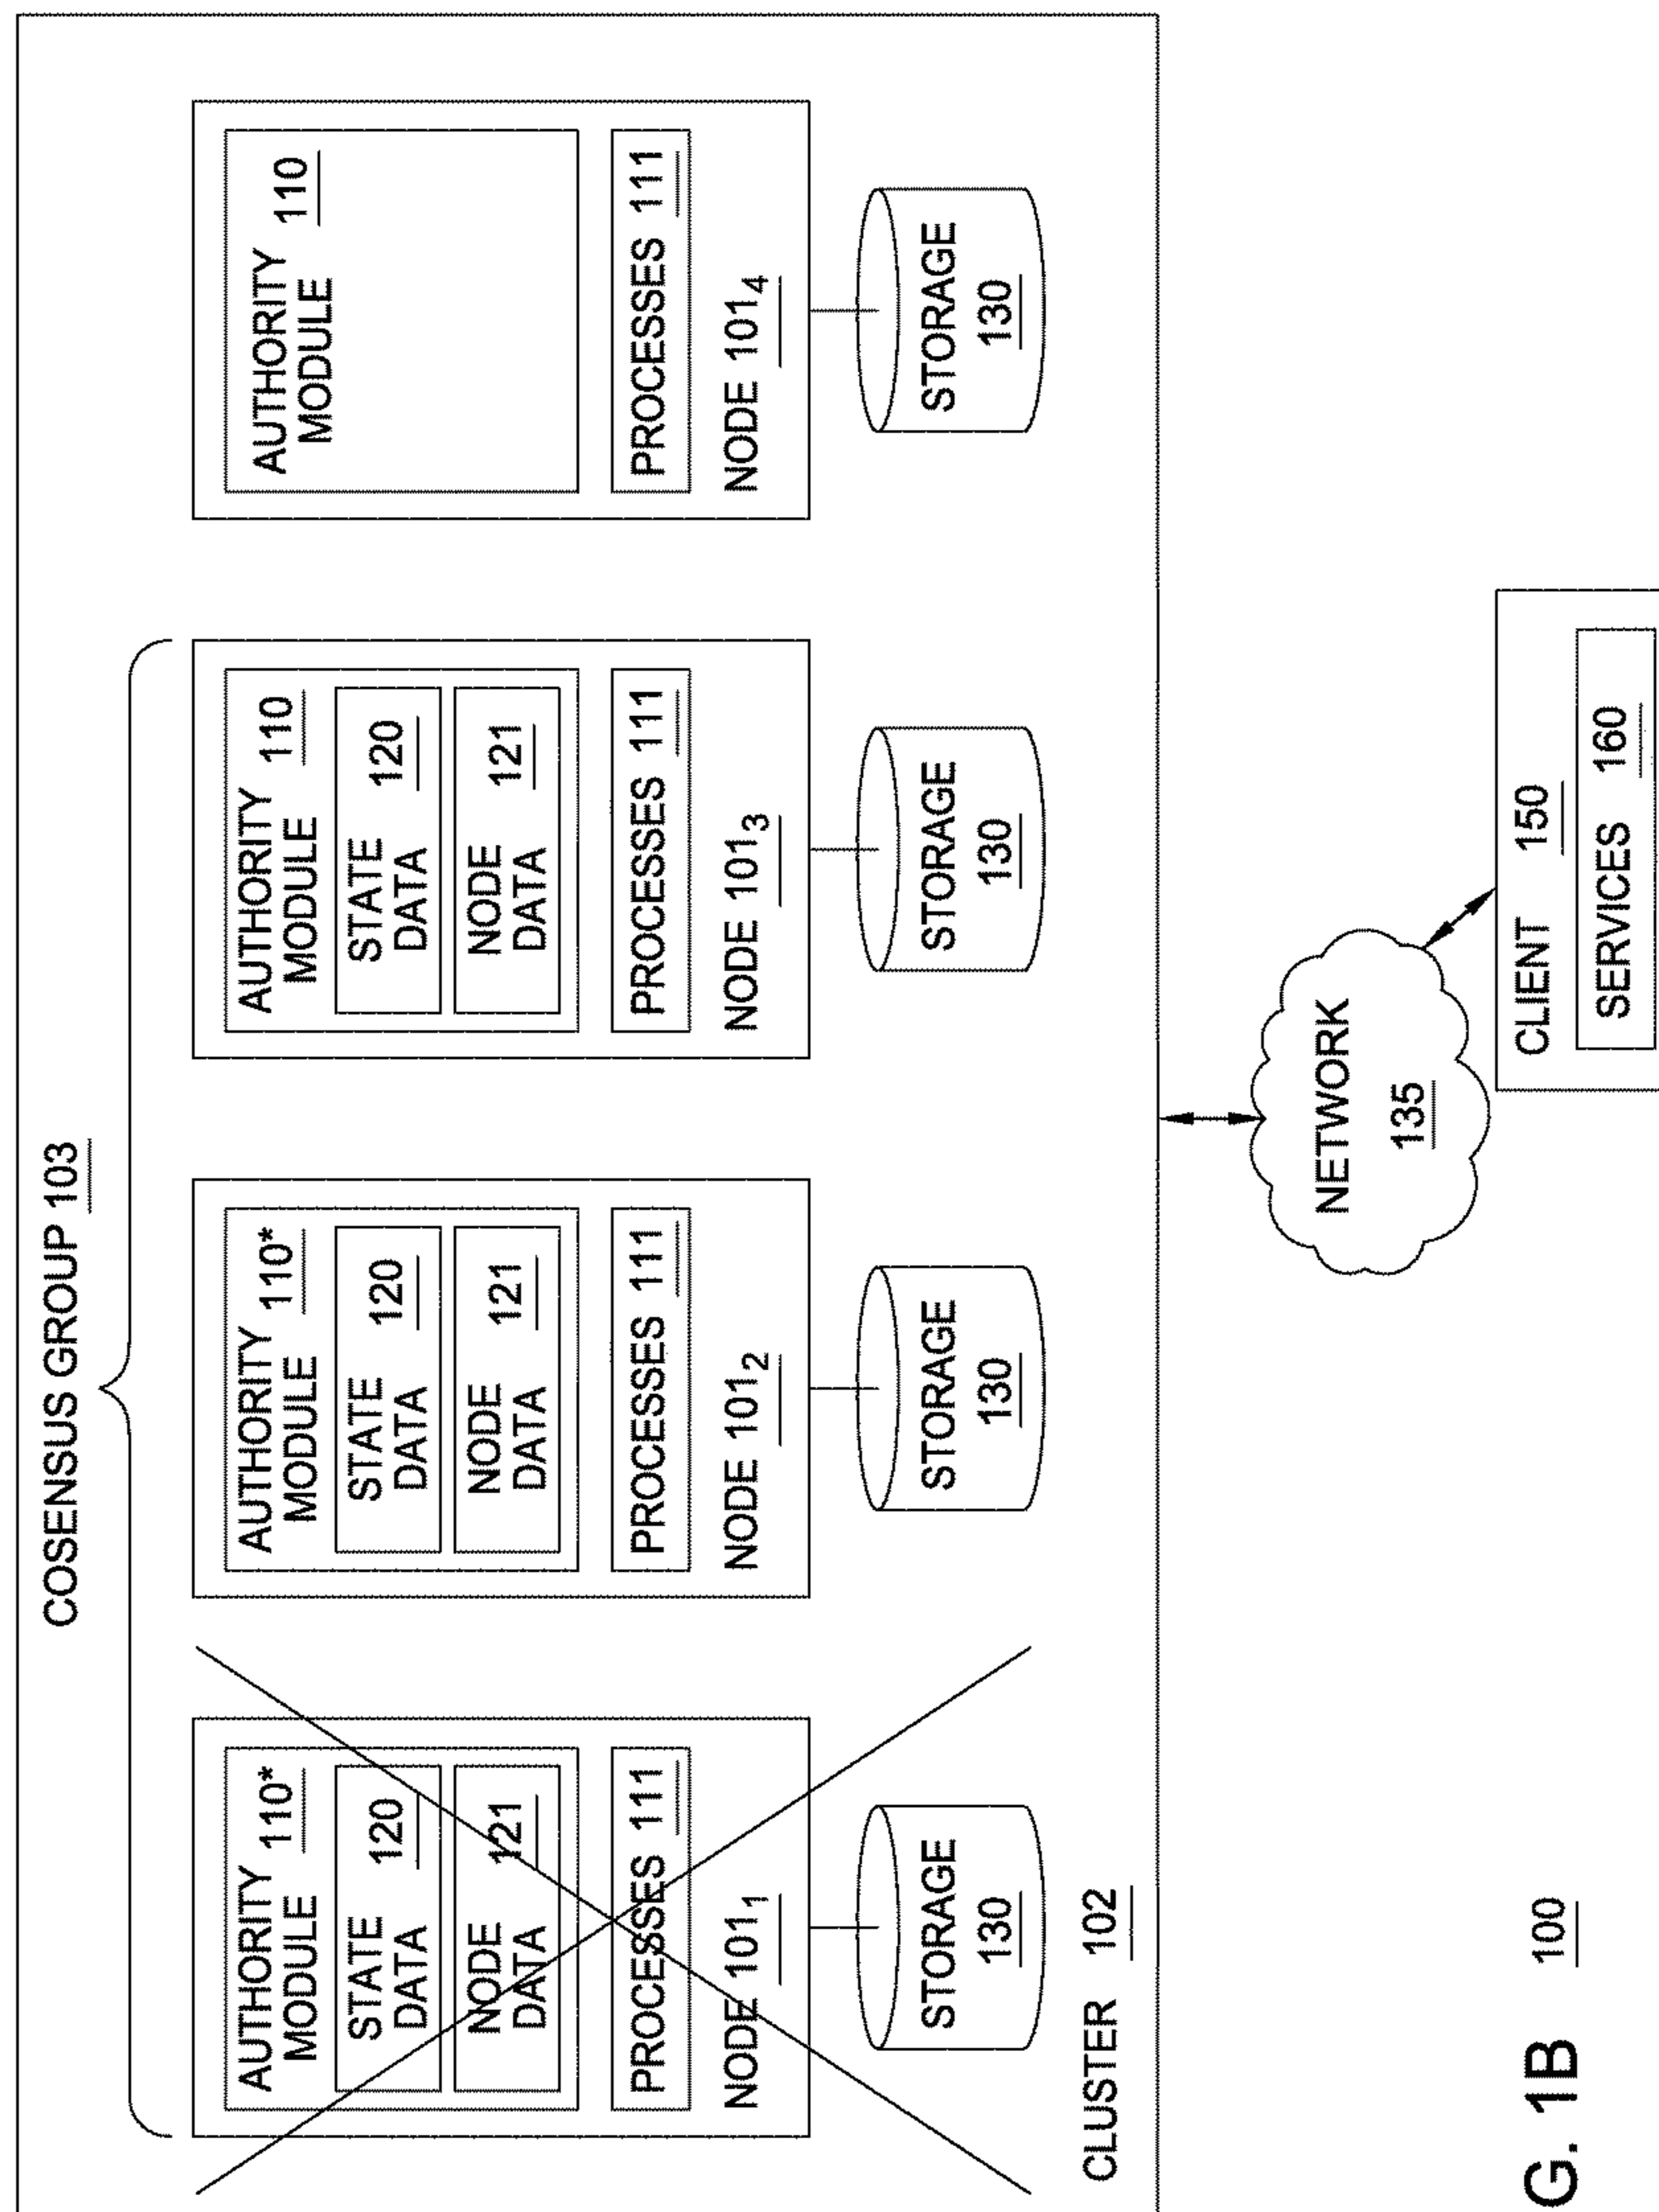 COSENSUS GROUP 103
AUTHORITY
MODULE 110*
STATE
DATA 120
NODE
DATA 121
PROCESSES 111
NODE 101₁
STORAGE
130
AUTHORITY
MODULE 110*
STATE
DATA 120
NODE
DATA 121
PROCESSES 111
NODE 101₂
STORAGE
130
AUTHORITY
MODULE 110
STATE
DATA 120
NODE
DATA 121
PROCESSES 111
NODE 101₃
STORAGE
130
AUTHORITY
MODULE 110
PROCESSES 111
NODE 101₄
STORAGE
130
CLUSTER 102
NETWORK
135
CLIENT 150
SERVICES 160
G. 1B 100